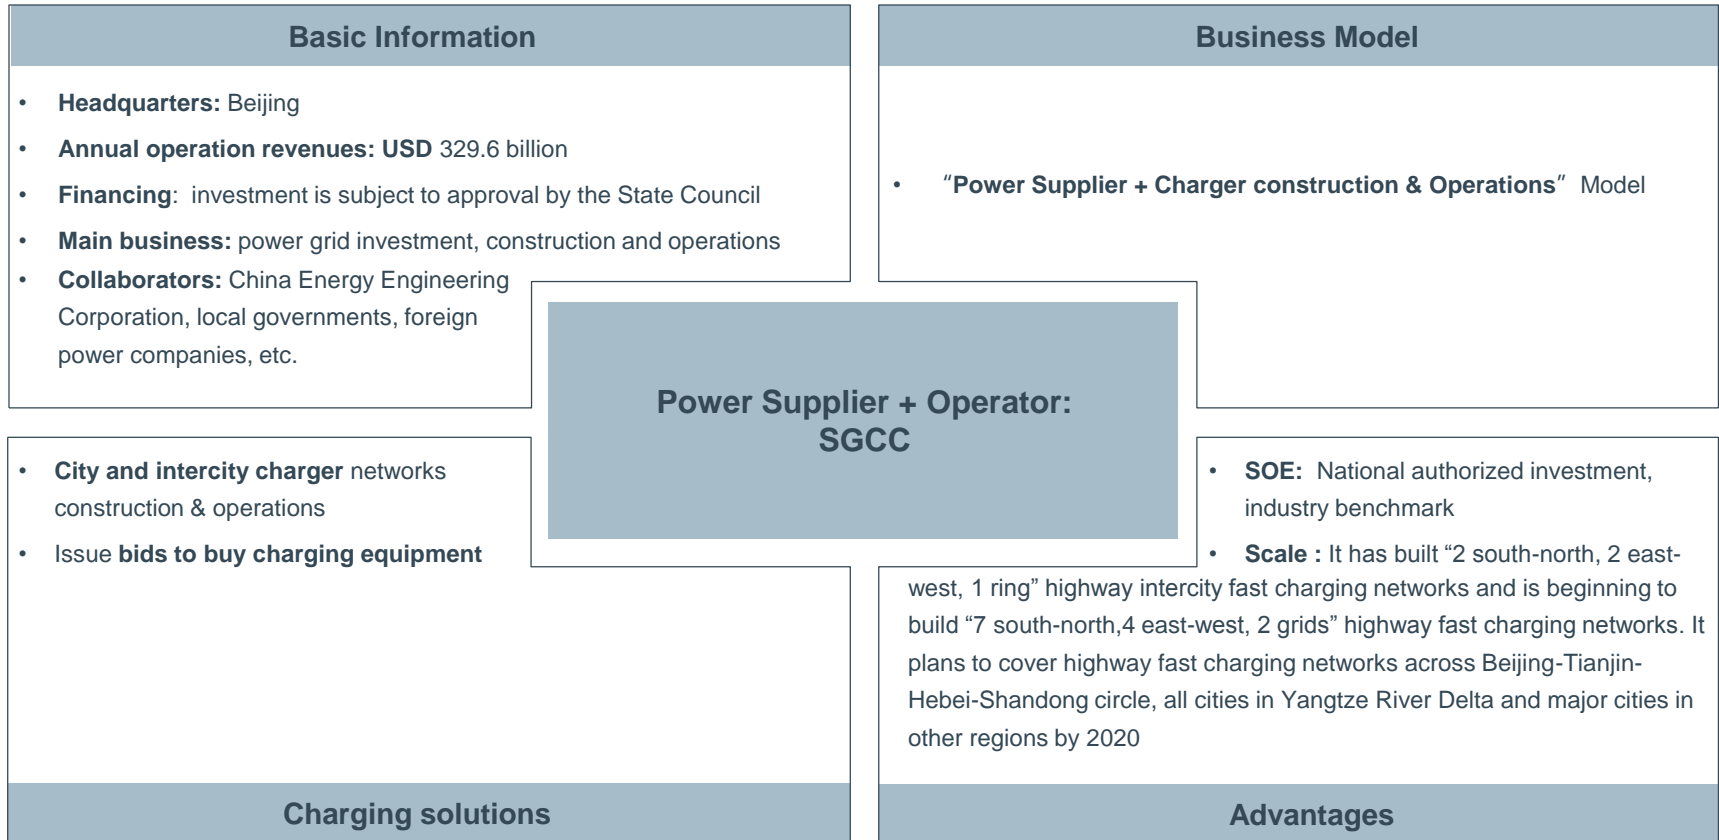 Basic Information
• Headquarters: Beijing
• Annual operation revenues: USD 329.6 billion
• Financing:  investment is subject to approval by the State Council
• Main business: power grid investment, construction and operations
• Collaborators: China Energy Engineering
Corporation, local governments, foreign
power companies, etc.
Business Model
• “Power Supplier + Charger construction & Operations” Model
Power Supplier + Operator:
SGCC
• City and intercity charger networks
construction & operations
• Issue bids to buy charging equipment
Charging solutions
• SOE:  National authorized investment,
industry benchmark
• Scale : It has built “2 south-north, 2 east-
west, 1 ring” highway intercity fast charging networks and is beginning to
build “7 south-north,4 east-west, 2 grids” highway fast charging networks. It
plans to cover highway fast charging networks across Beijing-Tianjin-
Hebei-Shandong circle, all cities in Yangtze River Delta and major cities in
other regions by 2020
Advantages